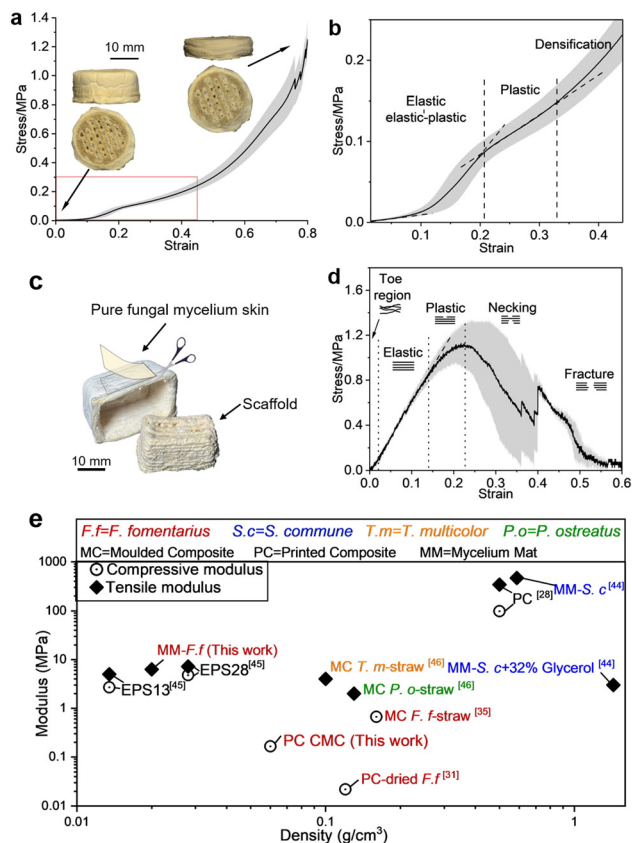 a
10 mm
Stress/MPa
1.4
1.2
1.0
0.8
0.6
0.4
0.2
0.0
0.0 0.2 0.4 0.6 0.8
Strain
b
Densification
Plastic
Elastic
elastic-plastic
Stress/MPa
0.2
0.1
0.0
0.1 0.2 0.3 0.4
Strain
c
Pure fungal mycelium skin
Scaffold
10 mm
d
Toe
region
Plastic
Necking
Elastic
Fracture
Stress/MPa
1.8
1.2
0.6
0.0
0.0 0.1 0.2 0.3 0.4 0.5 0.6
Strain
e
F.f=F. fomentarius S.c=S. commune T.m=T. multicolor P.o=P. ostreatus
MC=Moulded Composite PC=Printed Composite MM=Mycelium Mat
Compressive modulus
Tensile modulus
MM-S. c [44]
PC [28]
MM-F.f (This work)
EPS13 [45]
EPS28 [45]
MC T. m-straw [46]
MM-S. c+32% Glycerol [44]
MC P. o-straw [46]
MC F. f-straw [35]
PC CMC (This work)
PC-dried F.f [31]
Modulus (MPa)
1000
100
10
1
0.1
0.01
0.01 0.1 1
Density (g/cm³)